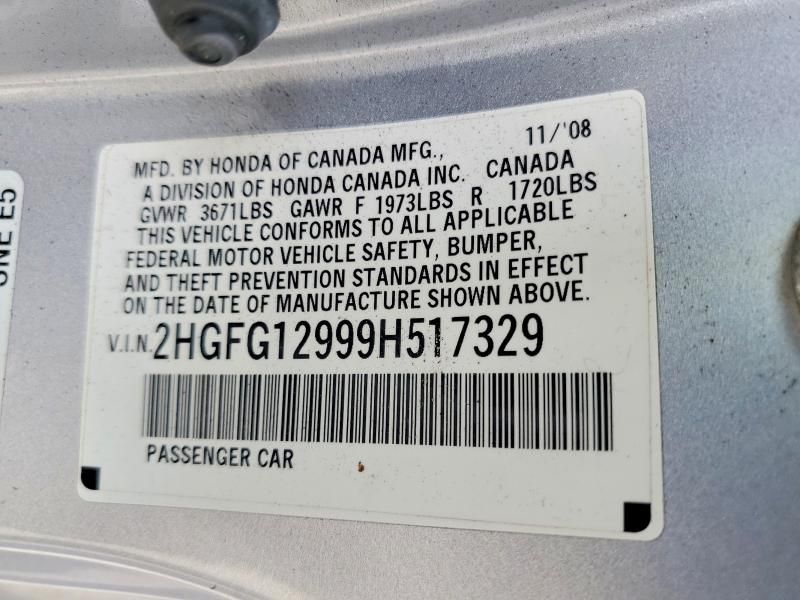 11/'08
MFD. BY HONDA OF CANADA MFG.,
A DIVISION OF HONDA CANADA INC. CANADA
GVWR 3671LBS GAWR F 1973LBS R 1720LBS
THIS VEHICLE CONFORMS TO ALL APPLICABLE
FEDERAL MOTOR VEHICLE SAFETY, BUMPER,
AND THEFT PREVENTION STANDARDS IN EFFECT
ON THE DATE OF MANUFACTURE SHOWN ABOVE.
V.I.N. 2HGFG12999H517329
PASSENGER CAR